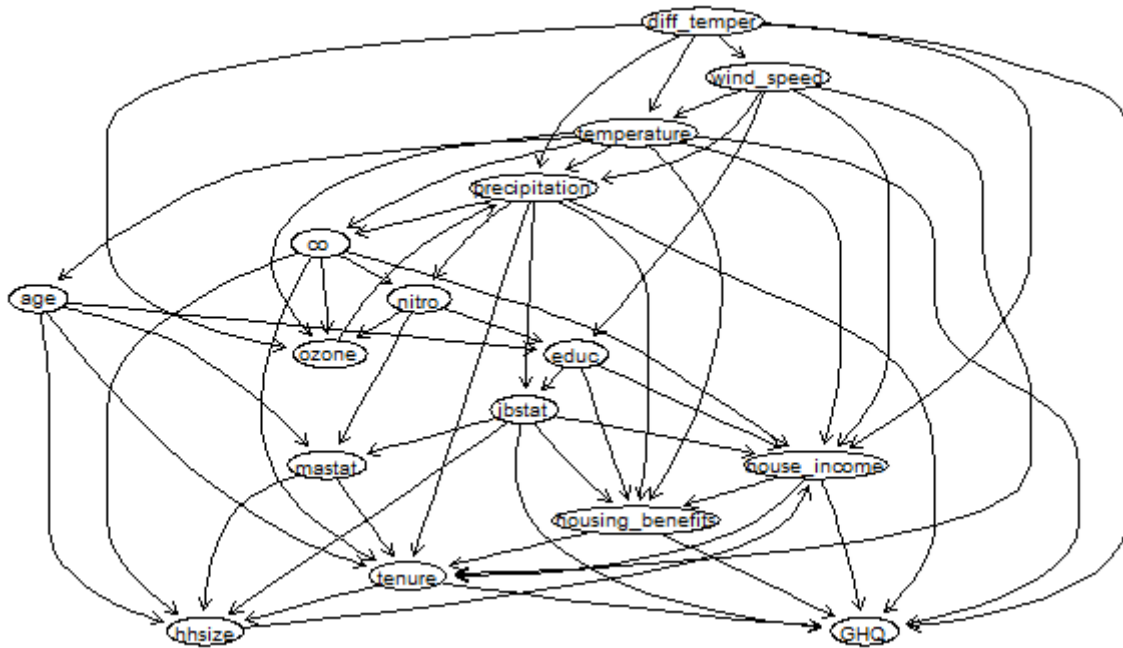 diff_temper
wind_speed
temperature
precipitation
co
age
nitro
ozone
educ
jbstat
mastat
house_income
housing_benefits
tenure
hhsize
GHQ